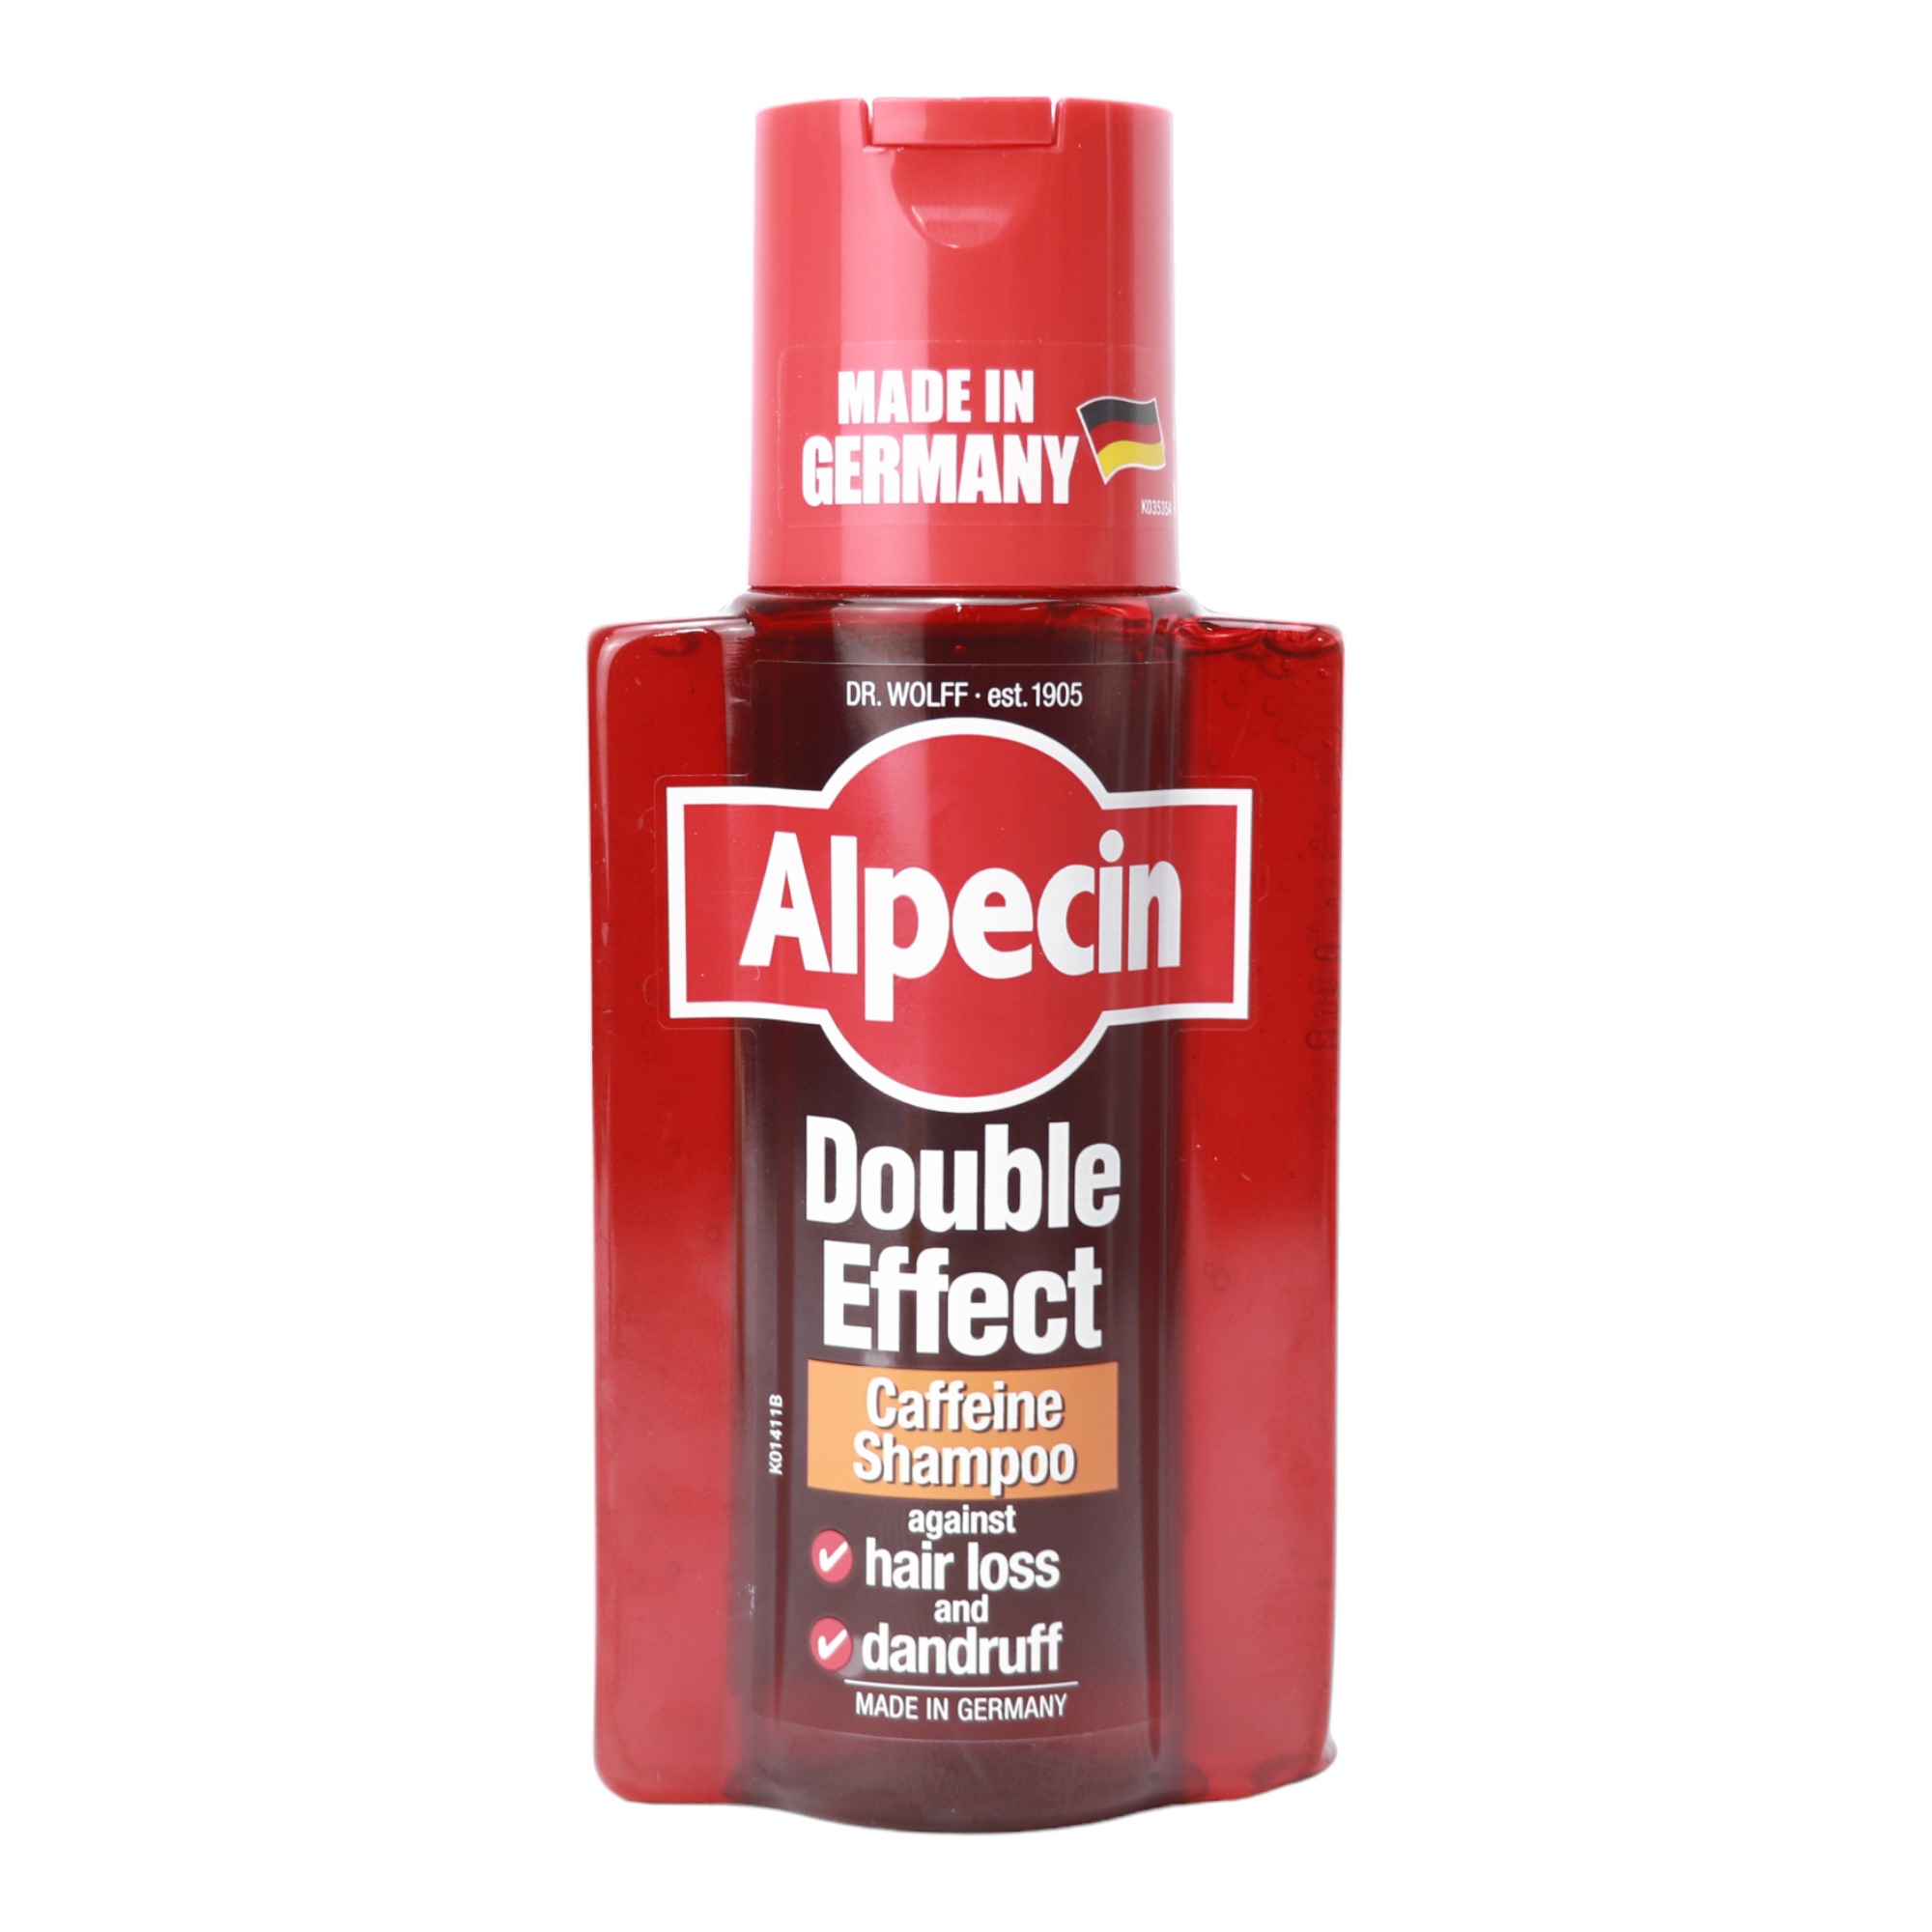 MADE IN
GERMANY
K03535A
DR. WOLFF · est.1905
Alpecin
Double
Effect
Caffeine
Shampoo
K01411B
against
hair loss
and
dandruff
MADE IN GERMANY